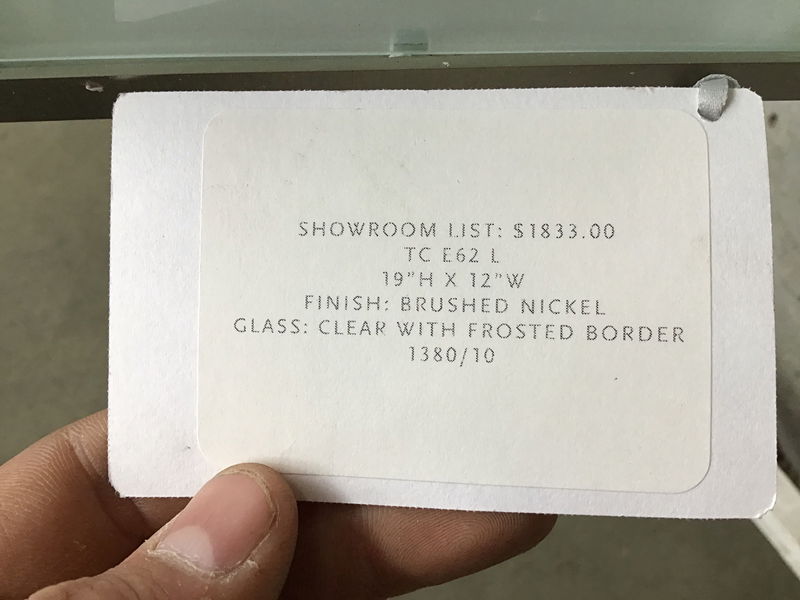 SHOWROOM LIST: $1833.00
TC E62 L
19"H X 12"W
FINISH: BRUSHED NICKEL
GLASS: CLEAR WITH FROSTED BORDER
1380/10